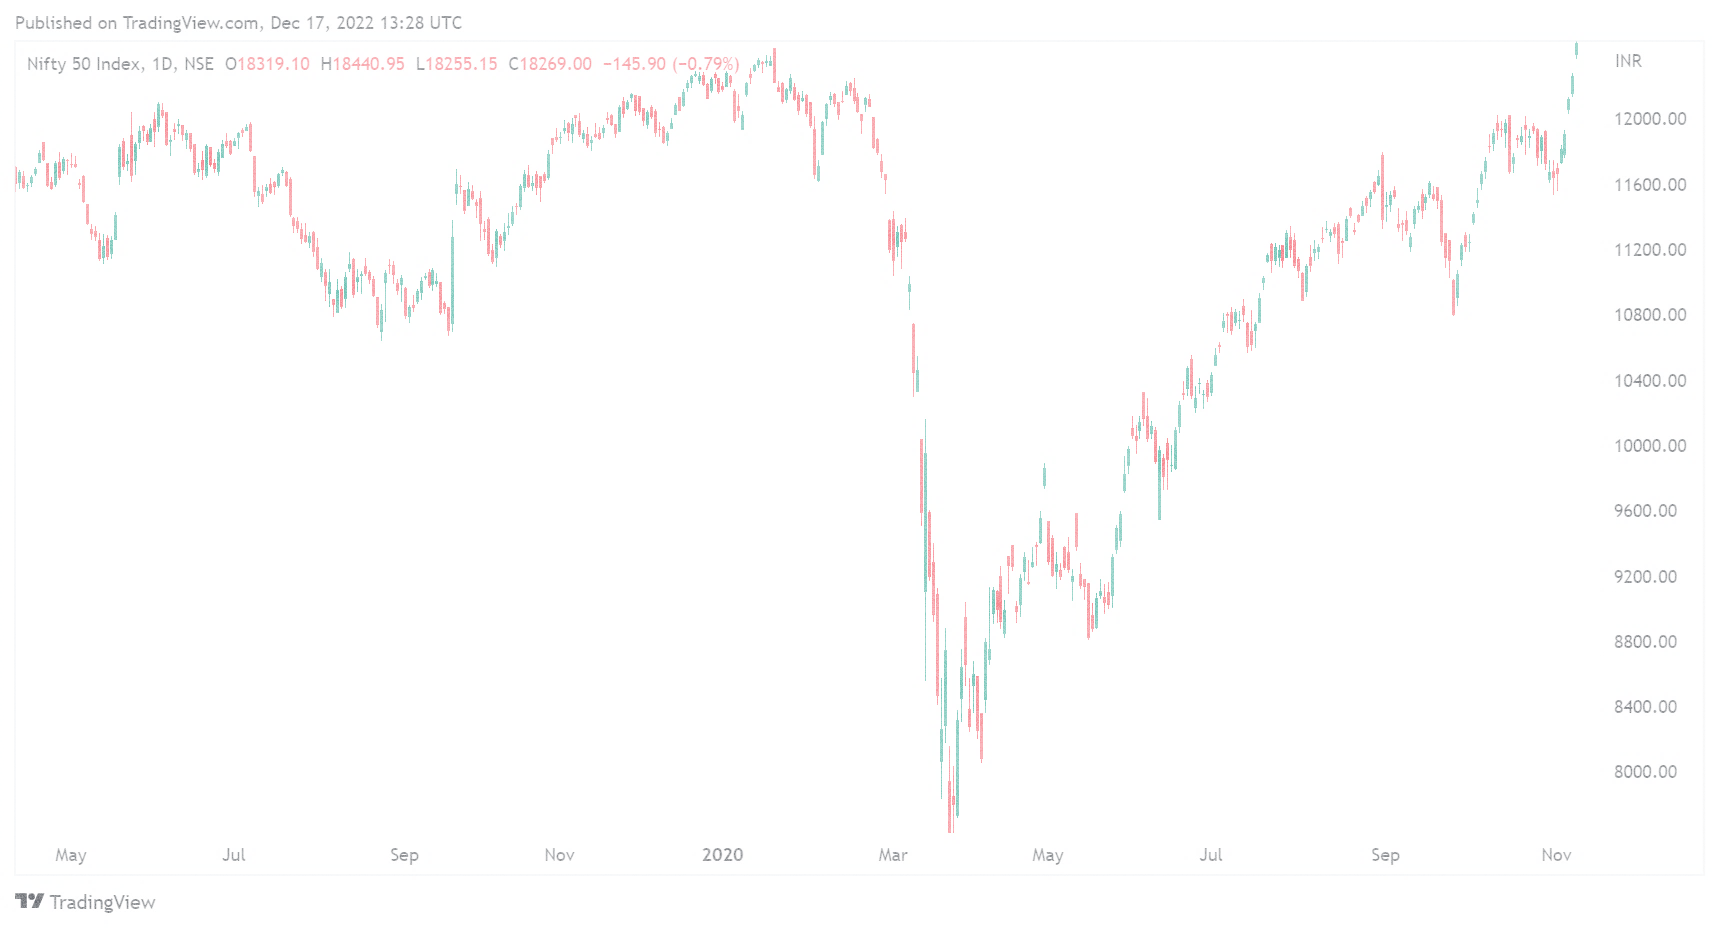 Published on TradingView.com, Dec 17, 2022 13:28 UTC
Nifty 50 Index, 1D, NSE O18319.10 H18440.95 L18255.15 C18269.00 −145.90 (−0.79%)
INR
12000.00
11600.00
11200.00
10800.00
10400.00
10000.00
9600.00
9200.00
8800.00
8400.00
8000.00
May Jul Sep Nov 2020 Mar May Jul Sep Nov
TradingView